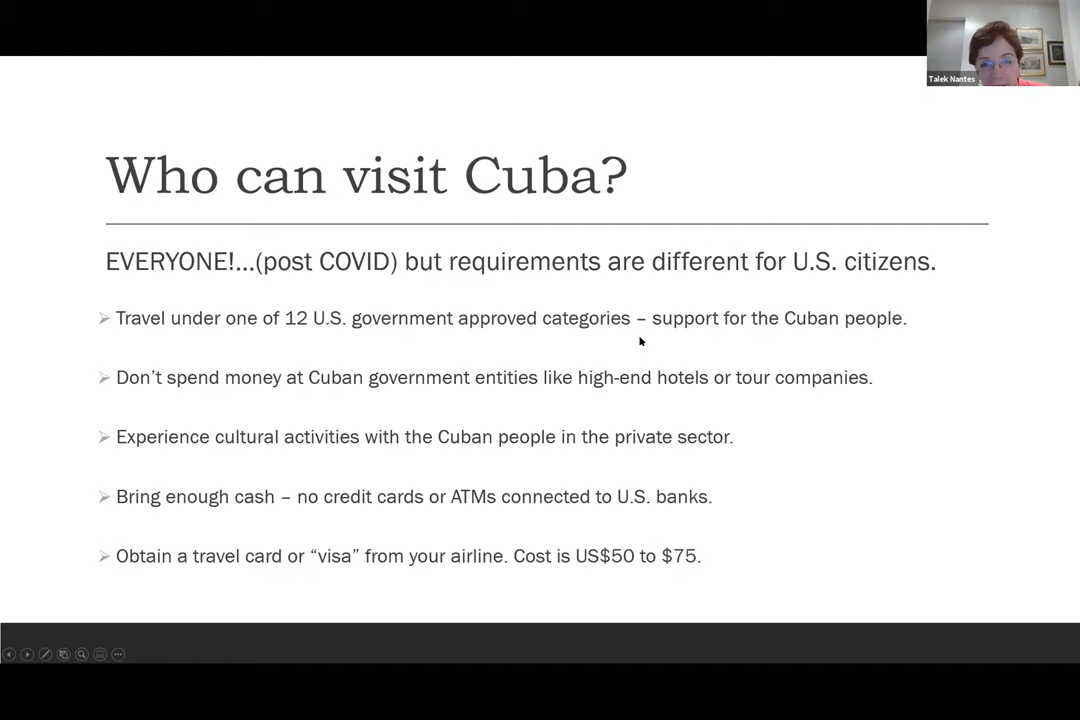 Talek Nantes
Who can visit Cuba?
EVERYONE!...(post COVID) but requirements are different for U.S. citizens.
Travel under one of 12 U.S. government approved categories – support for the Cuban people.
Don’t spend money at Cuban government entities like high-end hotels or tour companies.
Experience cultural activities with the Cuban people in the private sector.
Bring enough cash – no credit cards or ATMs connected to U.S. banks.
Obtain a travel card or “visa” from your airline. Cost is US$50 to $75.